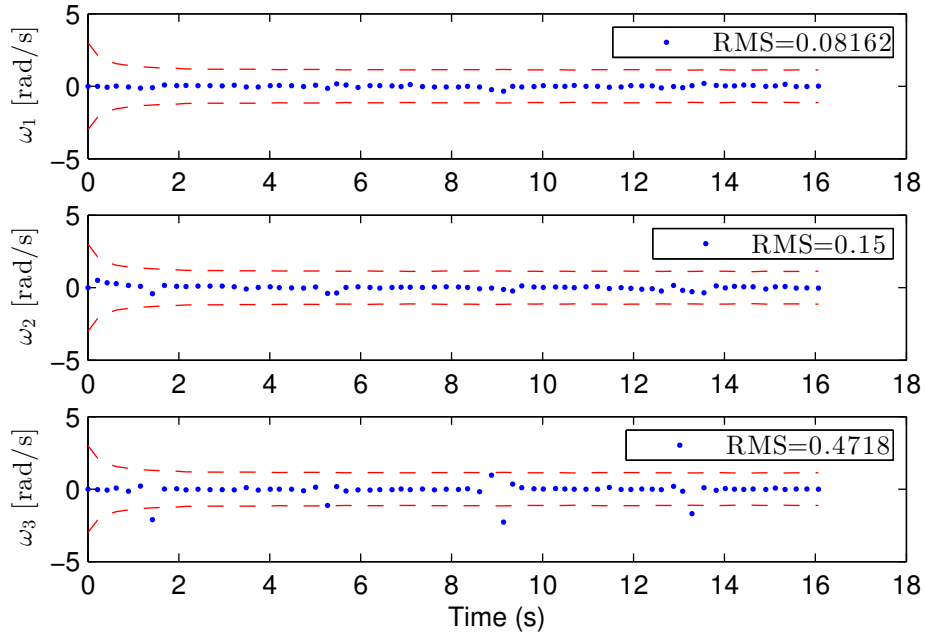 5
0
−5
ω1 [rad/s]
RMS=0.08162
0 2 4 6 8 10 12 14 16 18
5
0
−5
ω2 [rad/s]
RMS=0.15
0 2 4 6 8 10 12 14 16 18
5
0
−5
ω3 [rad/s]
RMS=0.4718
0 2 4 6 8 10 12 14 16 18
Time (s)